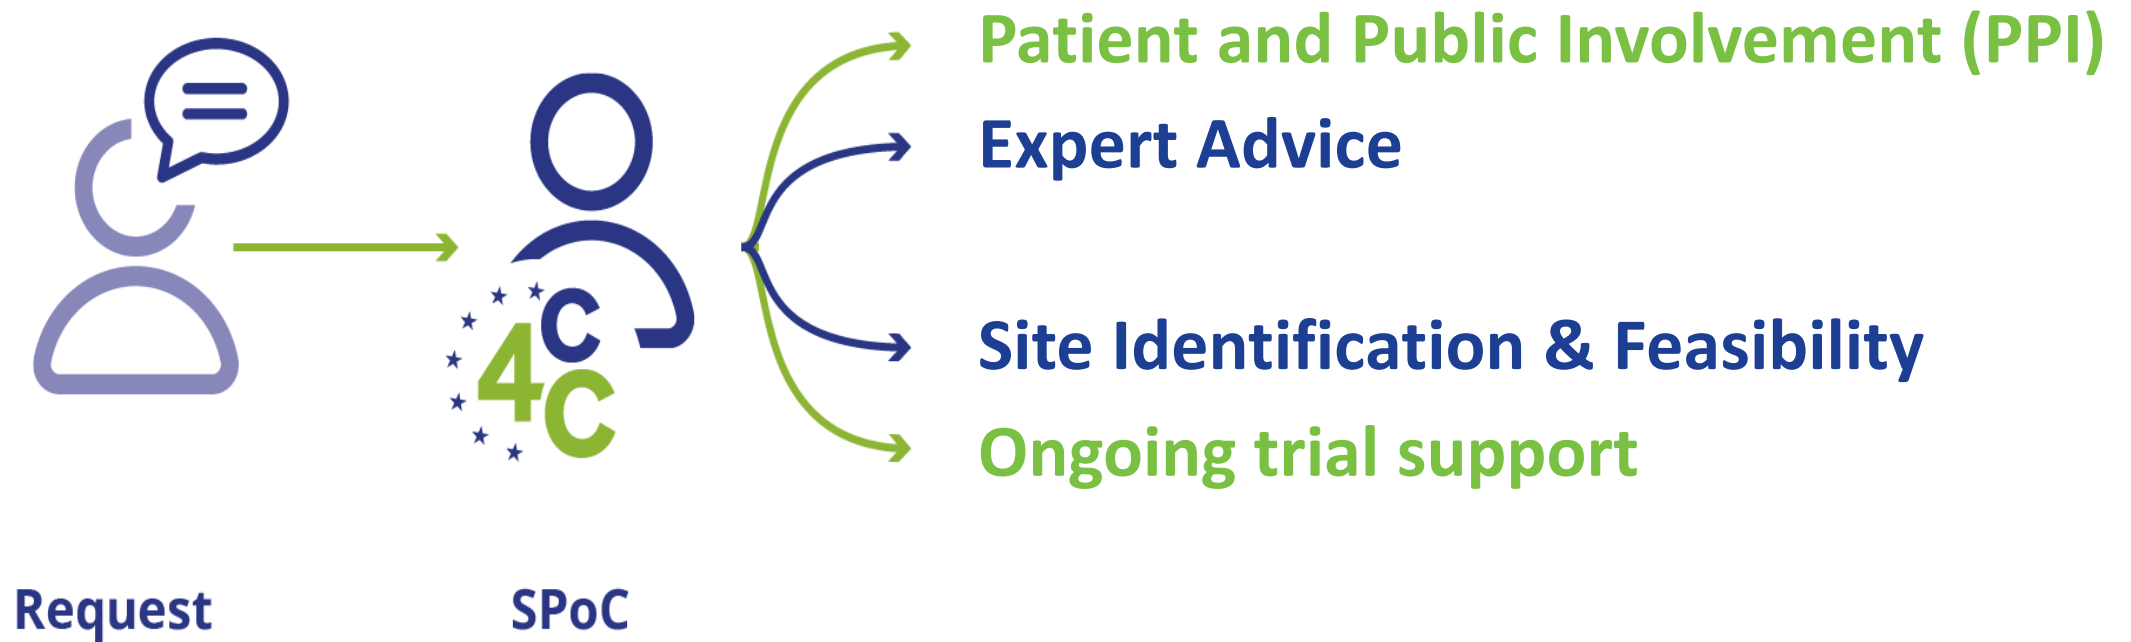 Patient and Public Involvement (PPI)
Expert Advice
Site Identification & Feasibility
Ongoing trial support
C
4C
Request
SPoC